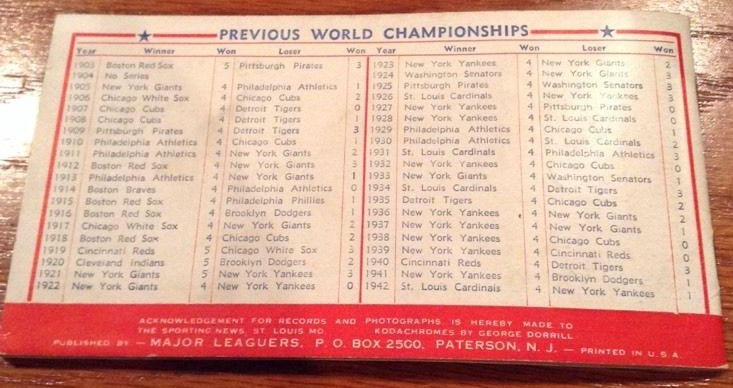 PREVIOUS WORLD CHAMPIONSHIPS
Year Winner Won Loser Won Year Winner Won Loser Won
1903 Boston Red Sox 5 Pittsburgh Pirates 3 1923 New York Yankees 4 New York Giants 2
1904 No Series 1924 Washington Senators 4 New York Giants 3
1905 New York Giants 4 Philadelphia Athletics 1 1925 Pittsburgh Pirates 4 Washington Senators 3
1906 Chicago White Sox 4 Chicago Cubs 2 1926 St. Louis Cardinals 4 New York Yankees 3
1907 Chicago Cubs 4 Detroit Tigers 0 1927 New York Yankees 4 Pittsburgh Pirates 0
1908 Chicago Cubs 4 Detroit Tigers 1 1928 New York Yankees 4 St. Louis Cardinals 0
1909 Pittsburgh Pirates 4 Detroit Tigers 3 1929 Philadelphia Athletics 4 Chicago Cubs 1
1910 Philadelphia Athletics 4 Chicago Cubs 1 1930 Philadelphia Athletics 4 St. Louis Cardinals 2
1911 Philadelphia Athletics 4 New York Giants 2 1931 St. Louis Cardinals 4 Philadelphia Athletics 3
1912 Boston Red Sox 4 New York Giants 3 1932 New York Yankees 4 Chicago Cubs 0
1913 Philadelphia Athletics 4 New York Giants 1 1933 New York Giants 4 Washington Senators 1
1914 Boston Braves 4 Philadelphia Athletics 0 1934 St. Louis Cardinals 4 Detroit Tigers 3
1915 Boston Red Sox 4 Philadelphia Phillies 1 1935 Detroit Tigers 4 Chicago Cubs 2
1916 Boston Red Sox 4 Brooklyn Dodgers 1 1936 New York Yankees 4 New York Giants 2
1917 Chicago White Sox 4 New York Giants 2 1937 New York Yankees 4 New York Giants 1
1918 Boston Red Sox 4 Chicago Cubs 2 1938 New York Yankees 4 Chicago Cubs 0
1919 Cincinnati Reds 5 Chicago White Sox 3 1939 New York Yankees 4 Cincinnati Reds 0
1920 Cleveland Indians 5 Brooklyn Dodgers 2 1940 Cincinnati Reds 4 Detroit Tigers 3
1921 New York Giants 5 New York Yankees 3 1941 New York Yankees 4 Brooklyn Dodgers 1
1922 New York Giants 4 New York Yankees 0 1942 St. Louis Cardinals 4 New York Yankees 1
ACKNOWLEDGEMENT FOR RECORDS AND PHOTOGRAPHS IS HEREBY MADE TO
THE SPORTING NEWS, ST. LOUIS MO. KODACHROMES BY GEORGE DORRILL
PUBLISHED BY — MAJOR LEAGUERS, P. O. BOX 2500, PATERSON, N. J. — PRINTED IN U.S.A.